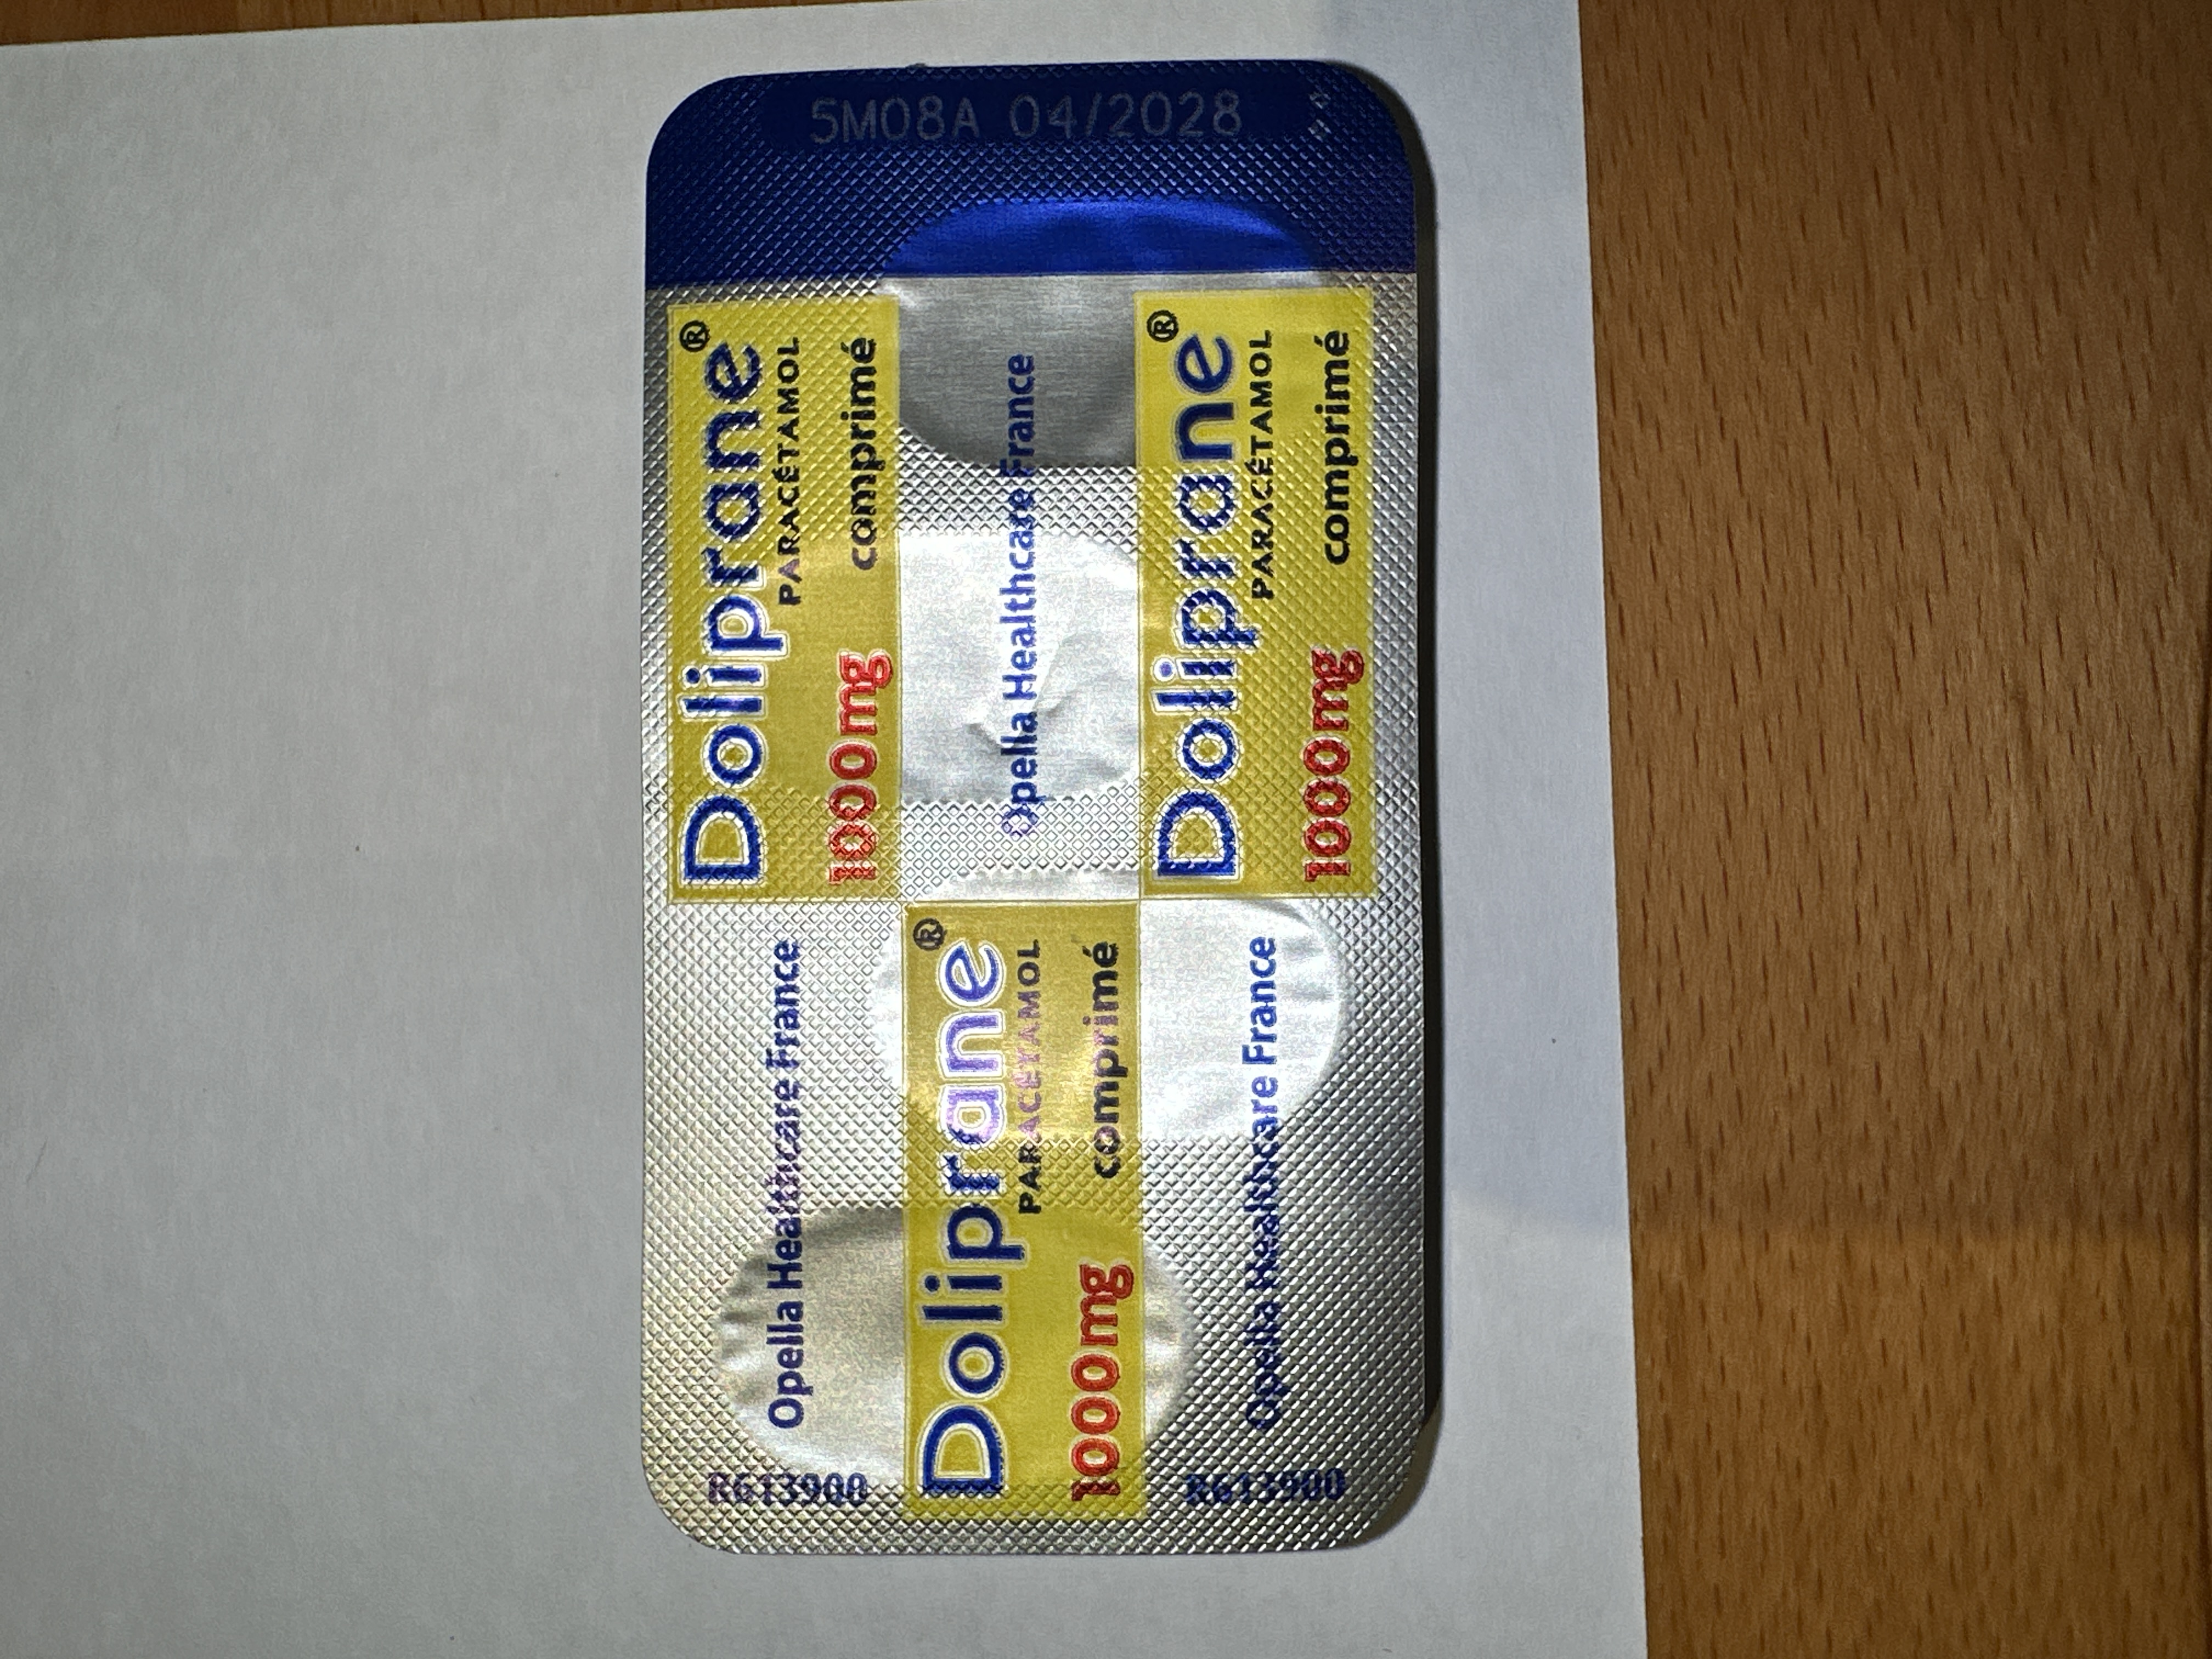 5M08A 04/2028
Doliprane®
PARACÉTAMOL
1000mg comprimé
Opella Healthcare France
Doliprane®
PARACÉTAMOL
1000mg comprimé
Opella Healthcare France
Doliprane®
PARACÉTAMOL
1000mg comprimé
Opella Healthcare France
R613900
R613900